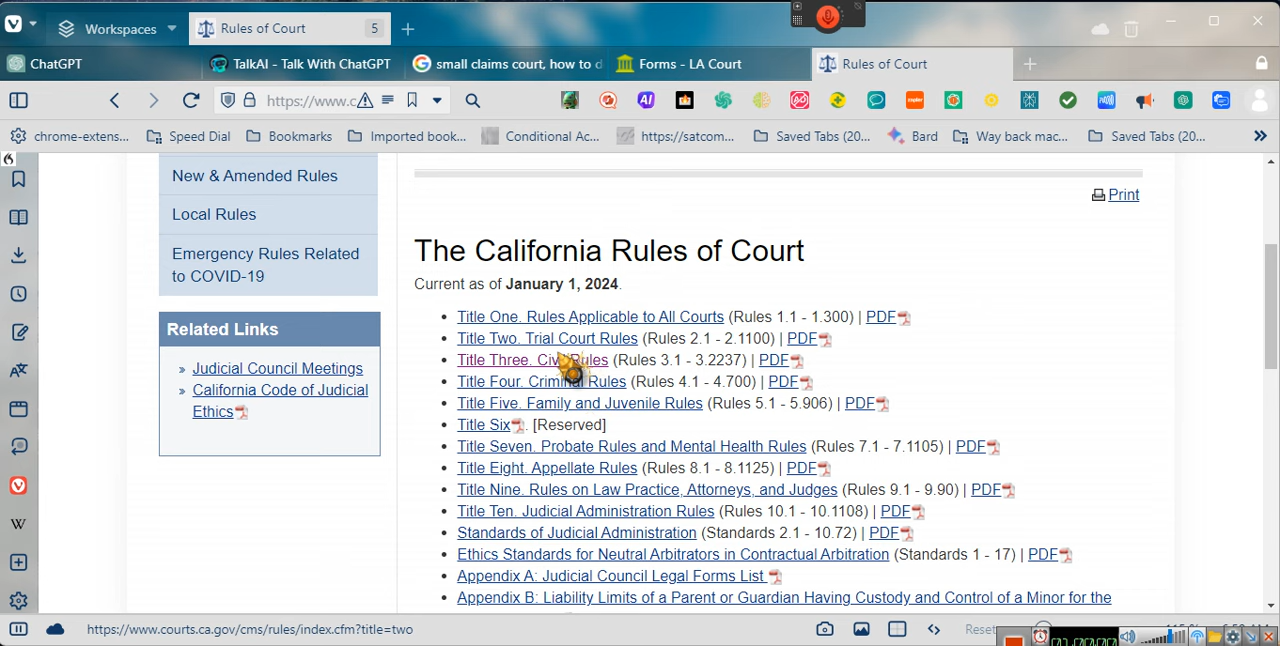 Workspaces
Rules of Court
5
ChatGPT
TalkAI - Talk With ChatGPT
small claims court, how to d
Forms - LA Court
Rules of Court
https://www.c
chrome-extens...
Speed Dial
Bookmarks
Imported book...
Conditional Ac...
https://satcom...
Saved Tabs (20...
Bard
Way back mac...
Saved Tabs (20...
New & Amended Rules
Local Rules
Emergency Rules Related
to COVID-19
Related Links
» Judicial Council Meetings
» California Code of Judicial
Ethics
Print
The California Rules of Court
Current as of January 1, 2024.
• Title One. Rules Applicable to All Courts (Rules 1.1 - 1.300) | PDF
• Title Two. Trial Court Rules (Rules 2.1 - 2.1100) | PDF
• Title Three. Civil Rules (Rules 3.1 - 3.2237) | PDF
• Title Four. Criminal Rules (Rules 4.1 - 4.700) | PDF
• Title Five. Family and Juvenile Rules (Rules 5.1 - 5.906) | PDF
• Title Six. [Reserved]
• Title Seven. Probate Rules and Mental Health Rules (Rules 7.1 - 7.1105) | PDF
• Title Eight. Appellate Rules (Rules 8.1 - 8.1125) | PDF
• Title Nine. Rules on Law Practice, Attorneys, and Judges (Rules 9.1 - 9.90) | PDF
• Title Ten. Judicial Administration Rules (Rules 10.1 - 10.1108) | PDF
• Standards of Judicial Administration (Standards 2.1 - 10.72) | PDF
• Ethics Standards for Neutral Arbitrators in Contractual Arbitration (Standards 1 - 17) | PDF
• Appendix A: Judicial Council Legal Forms List
• Appendix B: Liability Limits of a Parent or Guardian Having Custody and Control of a Minor for the
https://www.courts.ca.gov/cms/rules/index.cfm?title=two
Reset